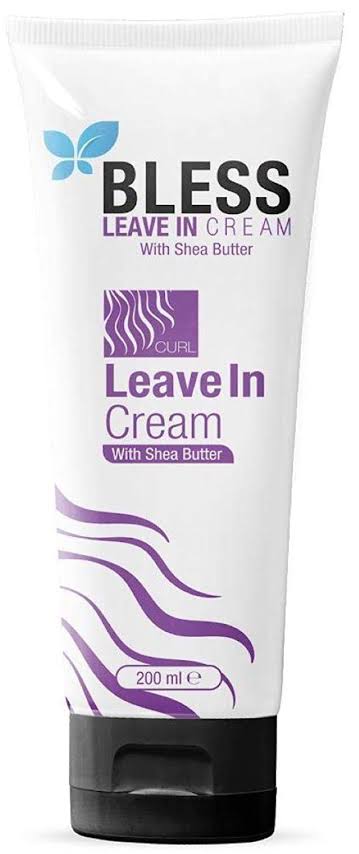 BLESS
LEAVE IN CREAM
With Shea Butter
CURL
Leave In
Cream
With Shea Butter
200 ml ℮